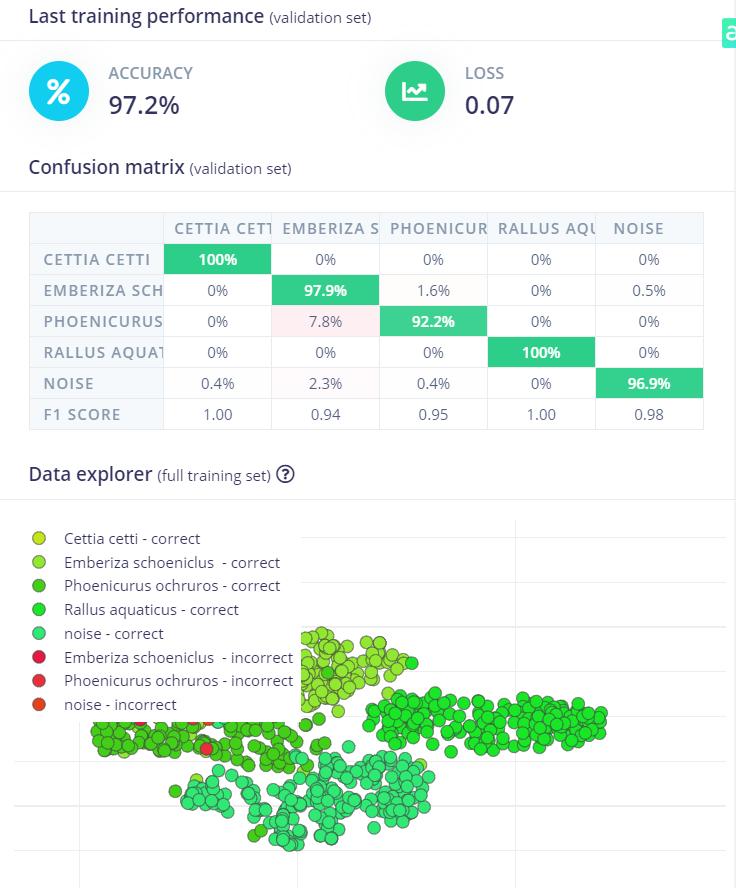 Last training performance (validation set)
a
%
ACCURACY
97.2%
LOSS
0.07
Confusion matrix (validation set)
CETTIA CETT EMBERIZA S PHOENICUR RALLUS AQU NOISE
CETTIA CETTI 100% 0% 0% 0% 0%
EMBERIZA SCH 0% 97.9% 1.6% 0% 0.5%
PHOENICURUS 0% 7.8% 92.2% 0% 0%
RALLUS AQUAT 0% 0% 0% 100% 0%
NOISE 0.4% 2.3% 0.4% 0% 96.9%
F1 SCORE 1.00 0.94 0.95 1.00 0.98
Data explorer (full training set) ?
Cettia cetti - correct
Emberiza schoeniclus - correct
Phoenicurus ochruros - correct
Rallus aquaticus - correct
noise - correct
Emberiza schoeniclus - incorrect
Phoenicurus ochruros - incorrect
noise - incorrect